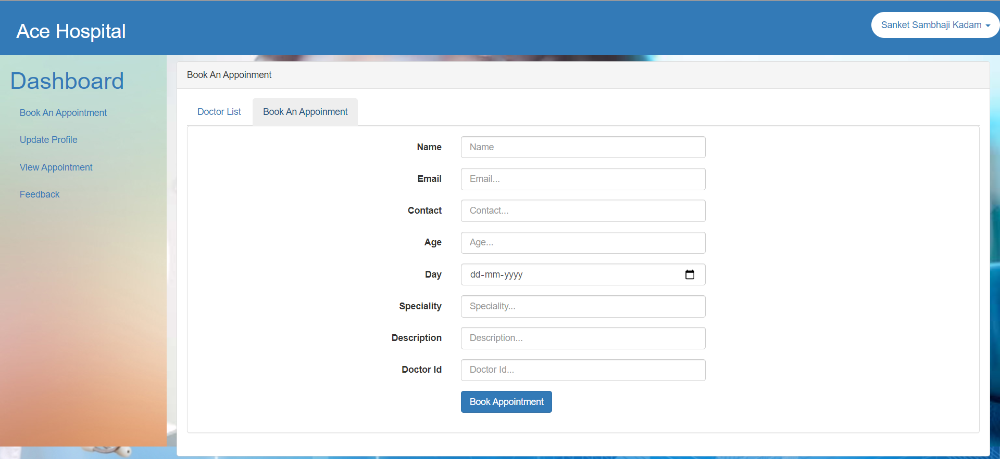 Ace Hospital
Sanket Sambhaji Kadam
Dashboard
Book An Appointment
Update Profile
View Appointment
Feedback
Book An Appoinment
Doctor List
Book An Appoinment
Name
Name
Email
Email...
Contact
Contact...
Age
Age...
Day
dd-mm-yyyy
Speciality
Speciality...
Description
Description...
Doctor Id
Doctor Id...
Book Appointment